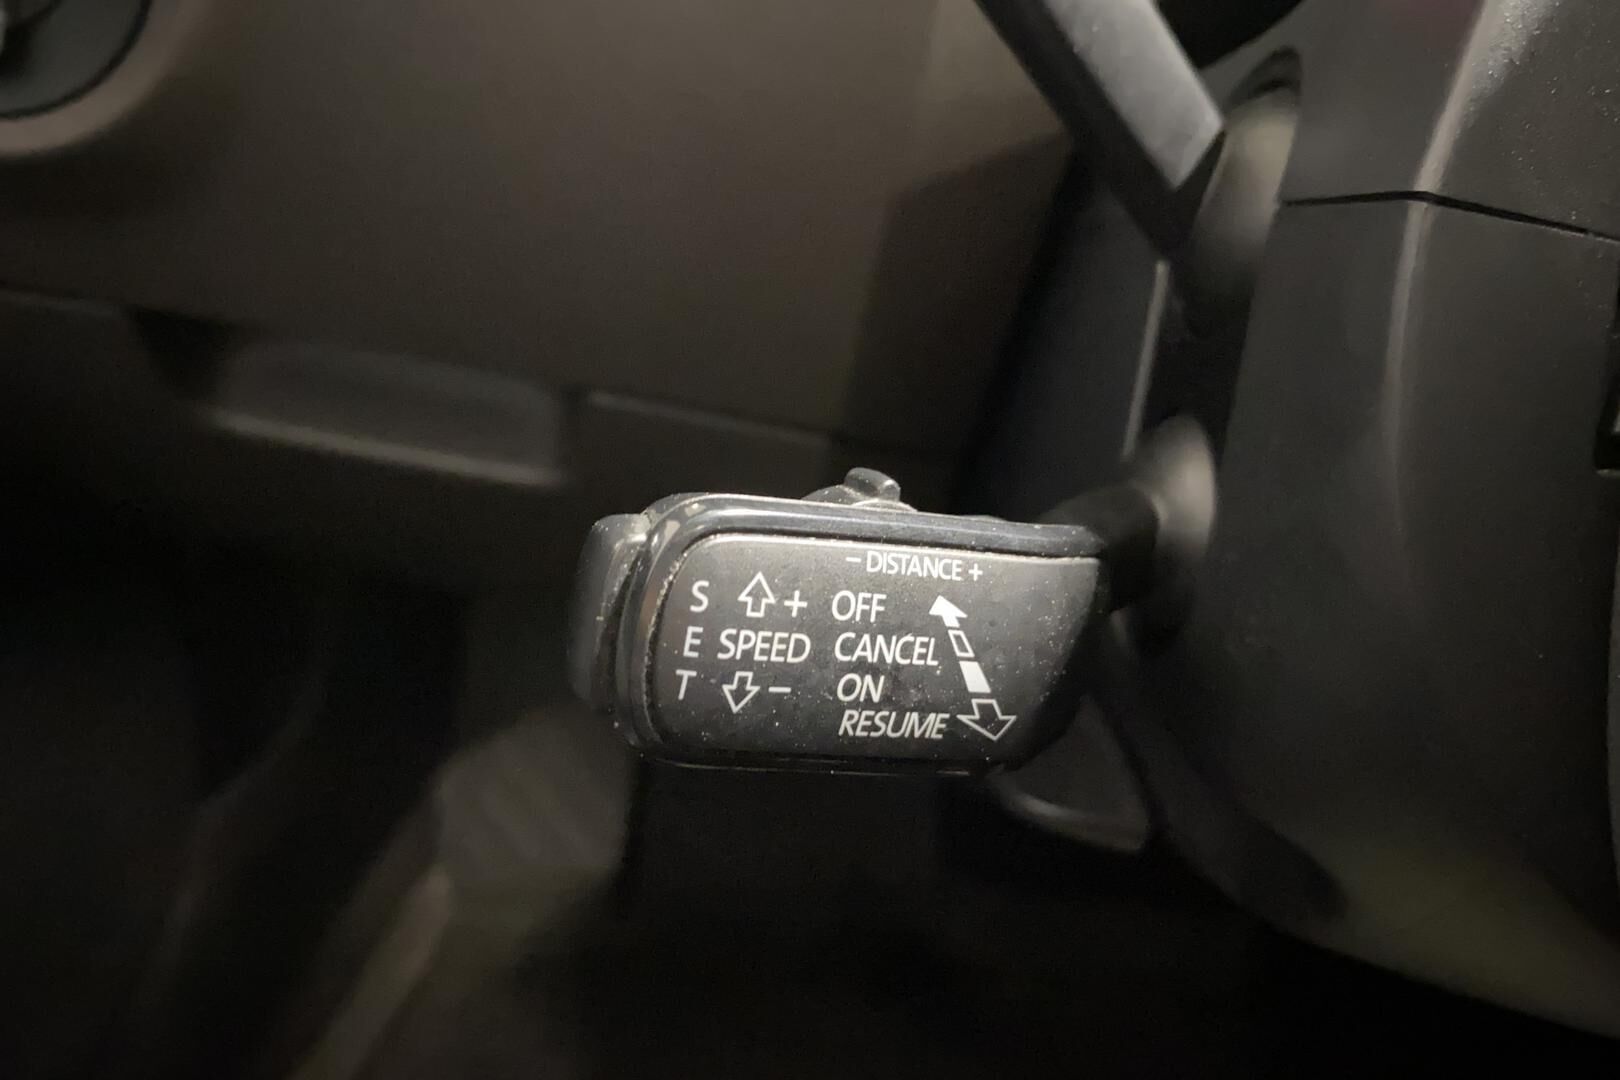 – DISTANCE +
S + OFF
E SPEED CANCEL
T – ON
RESUME